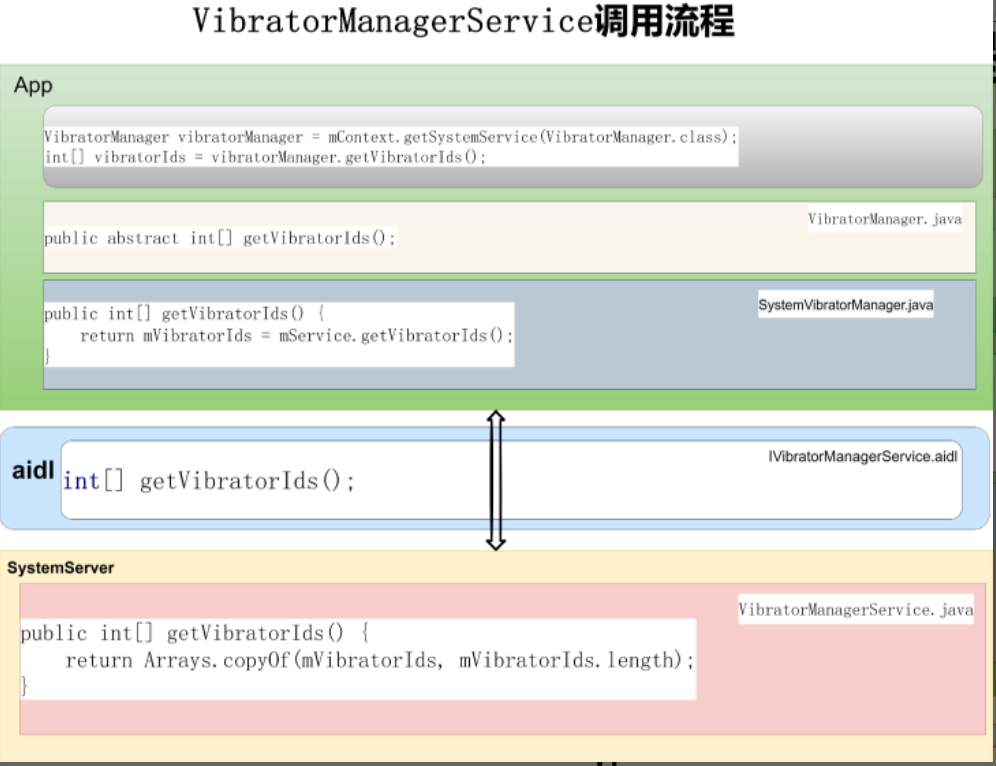 VibratorManagerService调用流程
App
VibratorManager vibratorManager = mContext.getSystemService(VibratorManager.class);
int[] vibratorIds = vibratorManager.getVibratorIds();
VibratorManager.java
public abstract int[] getVibratorIds();
SystemVibratorManager.java
public int[] getVibratorIds() {
    return mVibratorIds = mService.getVibratorIds();
}
IVibratorManagerService.aidl
aidl
int[] getVibratorIds();
SystemServer
VibratorManagerService.java
public int[] getVibratorIds() {
    return Arrays.copyOf(mVibratorIds, mVibratorIds.length);
}